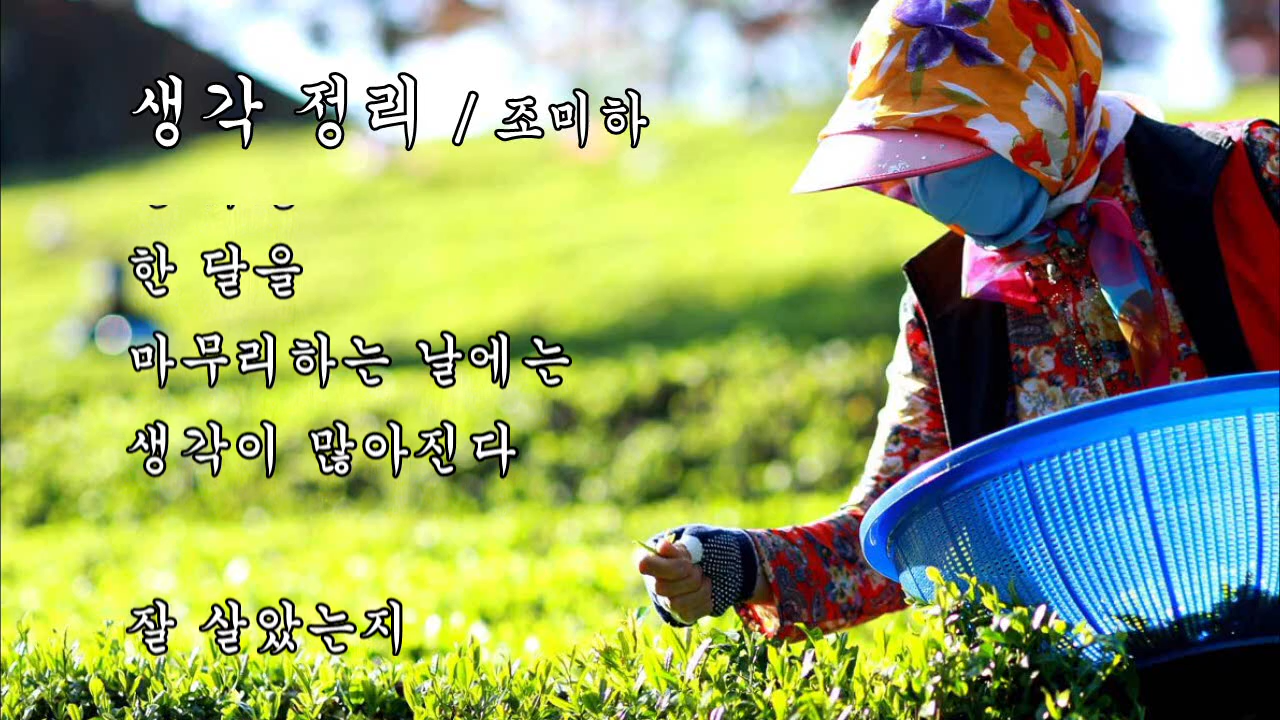 생각 정리 / 조미하
한 달을
마무리하는 날에는
생각이 많아진다
잘 살았는지